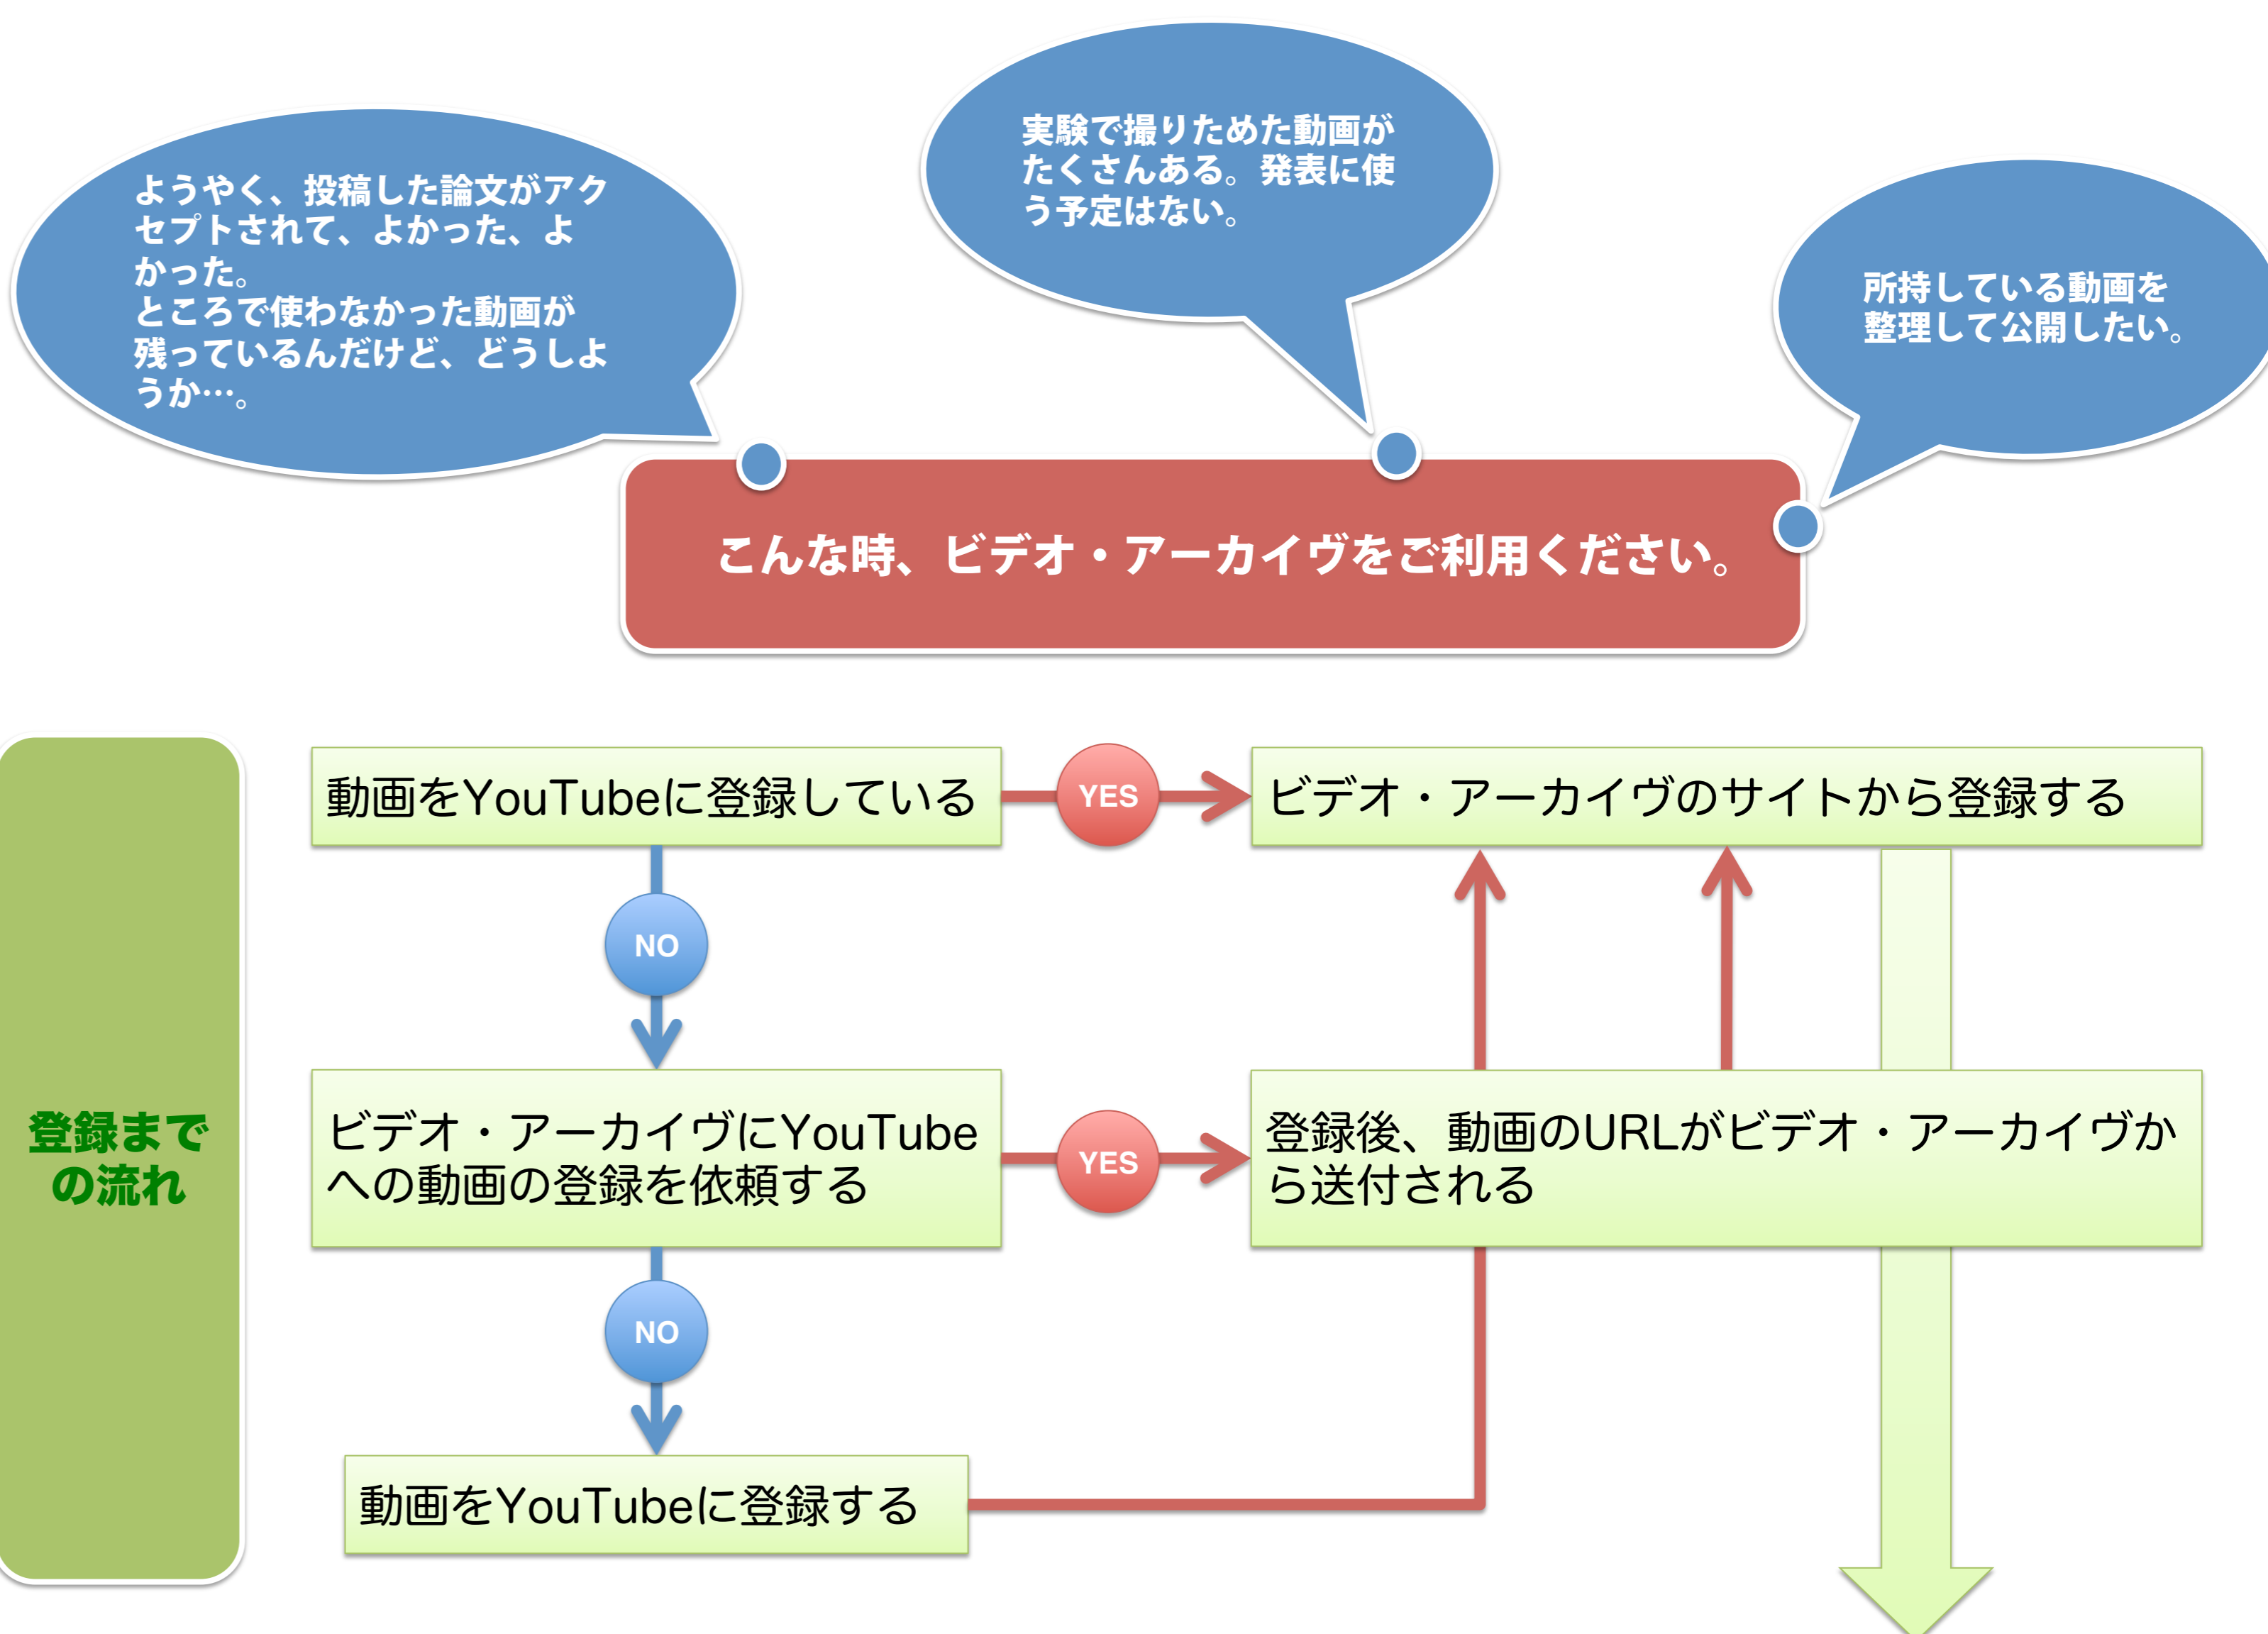 ようやく、投稿した論文がアク
セプトされて、よかった、よ
かった。
ところで使わなかった動画が
残っているんだけど、どうしよ
うか…。
実験で撮りためた動画が
たくさんある。発表に使
う予定はない。
所持している動画を
整理して公開したい。
こんな時、ビデオ・アーカイヴをご利用ください。
登録まで
の流れ
動画をYouTubeに登録している
YES
ビデオ・アーカイヴのサイトから登録する
NO
ビデオ・アーカイヴにYouTube
への動画の登録を依頼する
YES
登録後、動画のURLがビデオ・アーカイヴか
ら送付される
NO
動画をYouTubeに登録する